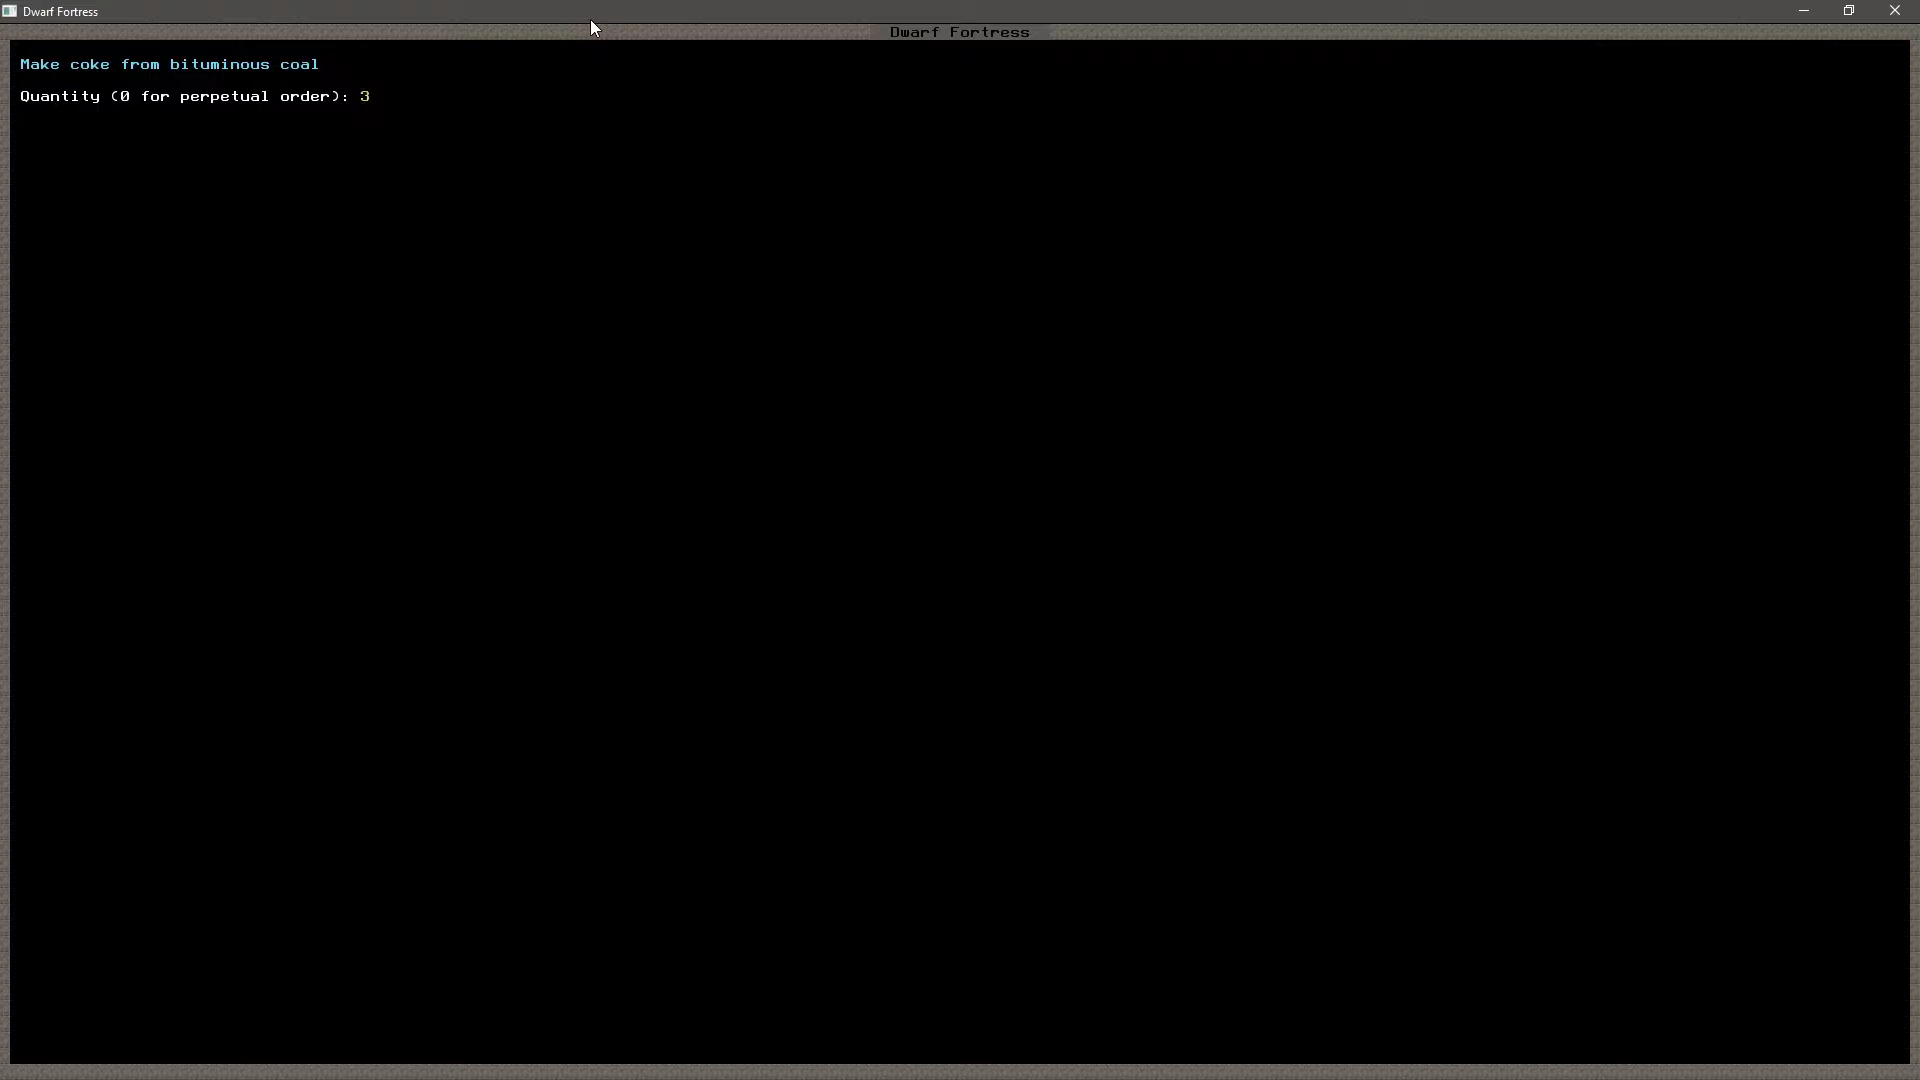 Dwarf Fortress
Dwarf Fortress
Make coke from bituminous coal
Quantity (0 for perpetual order): 3